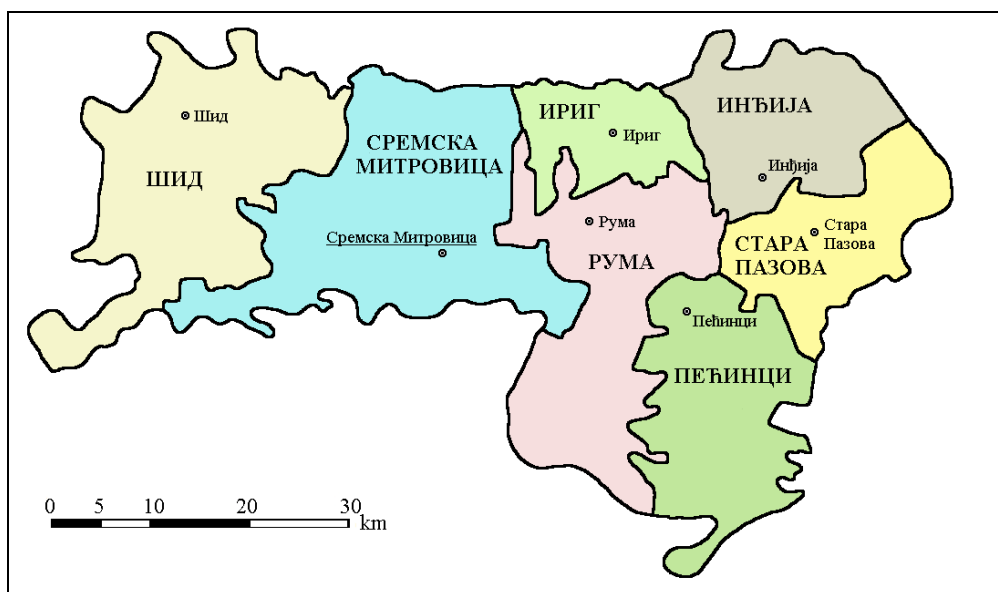 Шид
ШИД
СРЕМСКА
МИТРОВИЦА
Сремска Митровица
ИРИГ
Ириг
ИНЂИЈА
Инђија
Рума
РУМА
СТАРА
ПАЗОВА
Стара
Пазова
Пећинци
ПЕЋИНЦИ
0 5 10 20 30
km